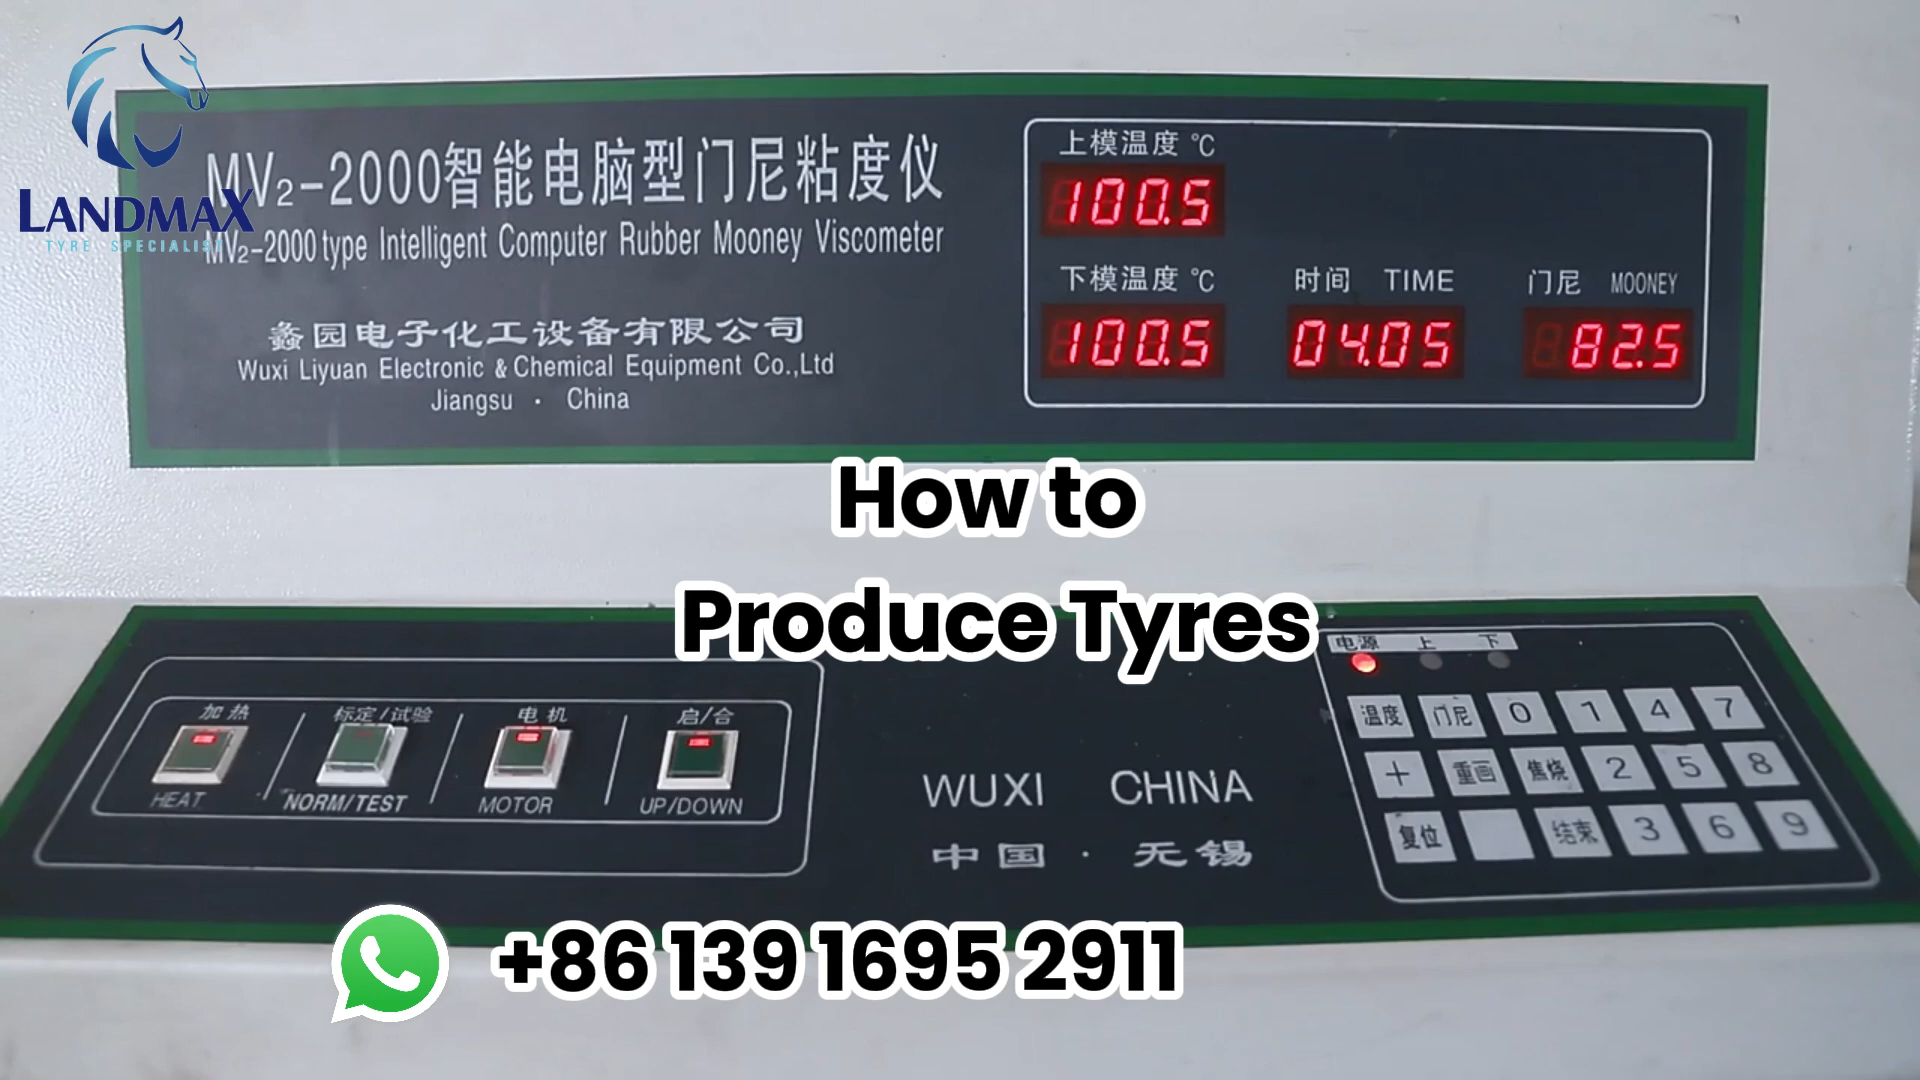 LANDMAX
TYRE SPECIALIST
MV2-2000智能电脑型门尼粘度仪
MV2-2000 type Intelligent Computer Rubber Mooney Viscometer
蠡园电子化工设备有限公司
Wuxi Liyuan Electronic & Chemical Equipment Co.,Ltd
Jiangsu · China
上模温度 ℃
100.5
下模温度 ℃
时间 TIME
门尼 MOONEY
100.5
04.05
82.5
How to
Produce Tyres
加热
标定/试验
电机
启/合
HEAT
NORM/TEST
MOTOR
UP/DOWN
WUXI CHINA
中国·无锡
电源 上 下
温度 门尼 0 1 4 7
+ 重画 焦烧 2 5 8
复位 结束 3 6 9
+86 139 1695 2911